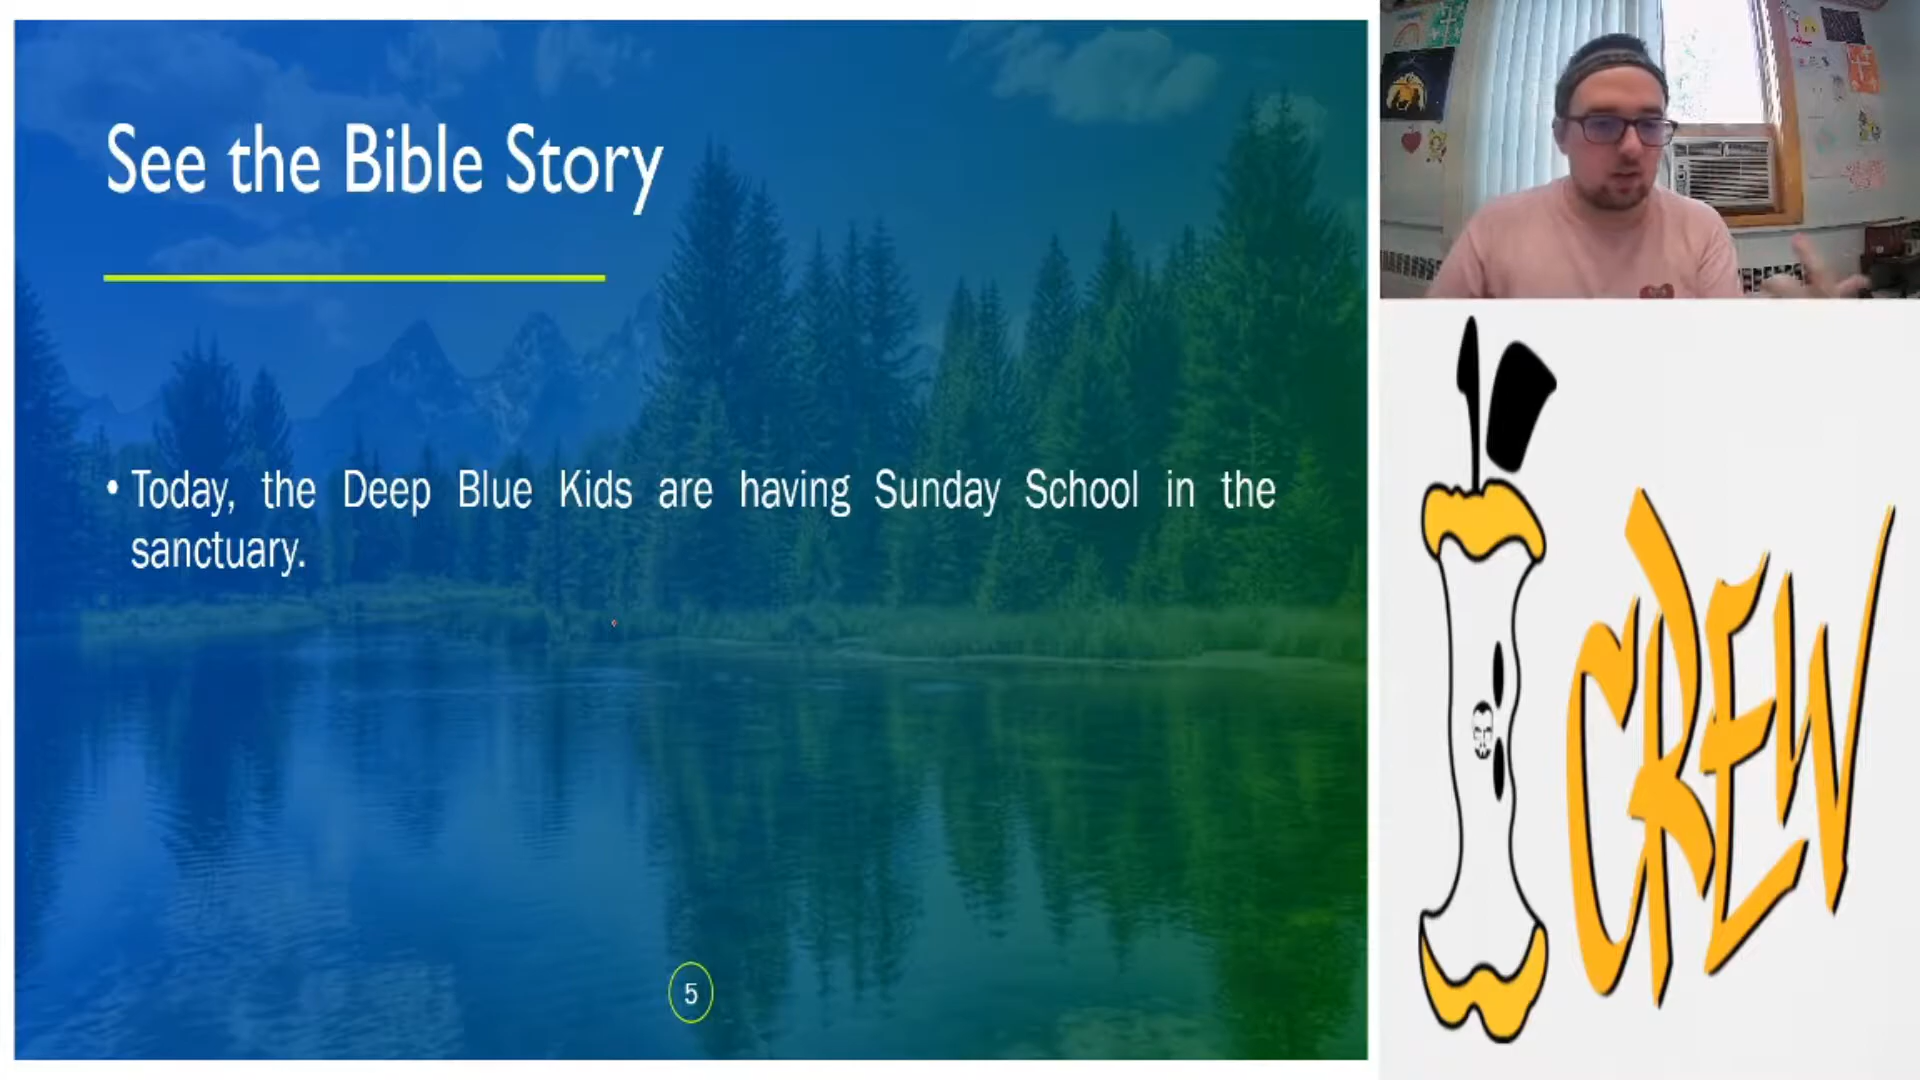 See the Bible Story
• Today, the Deep Blue Kids are having Sunday School in the
sanctuary.
5
CREW